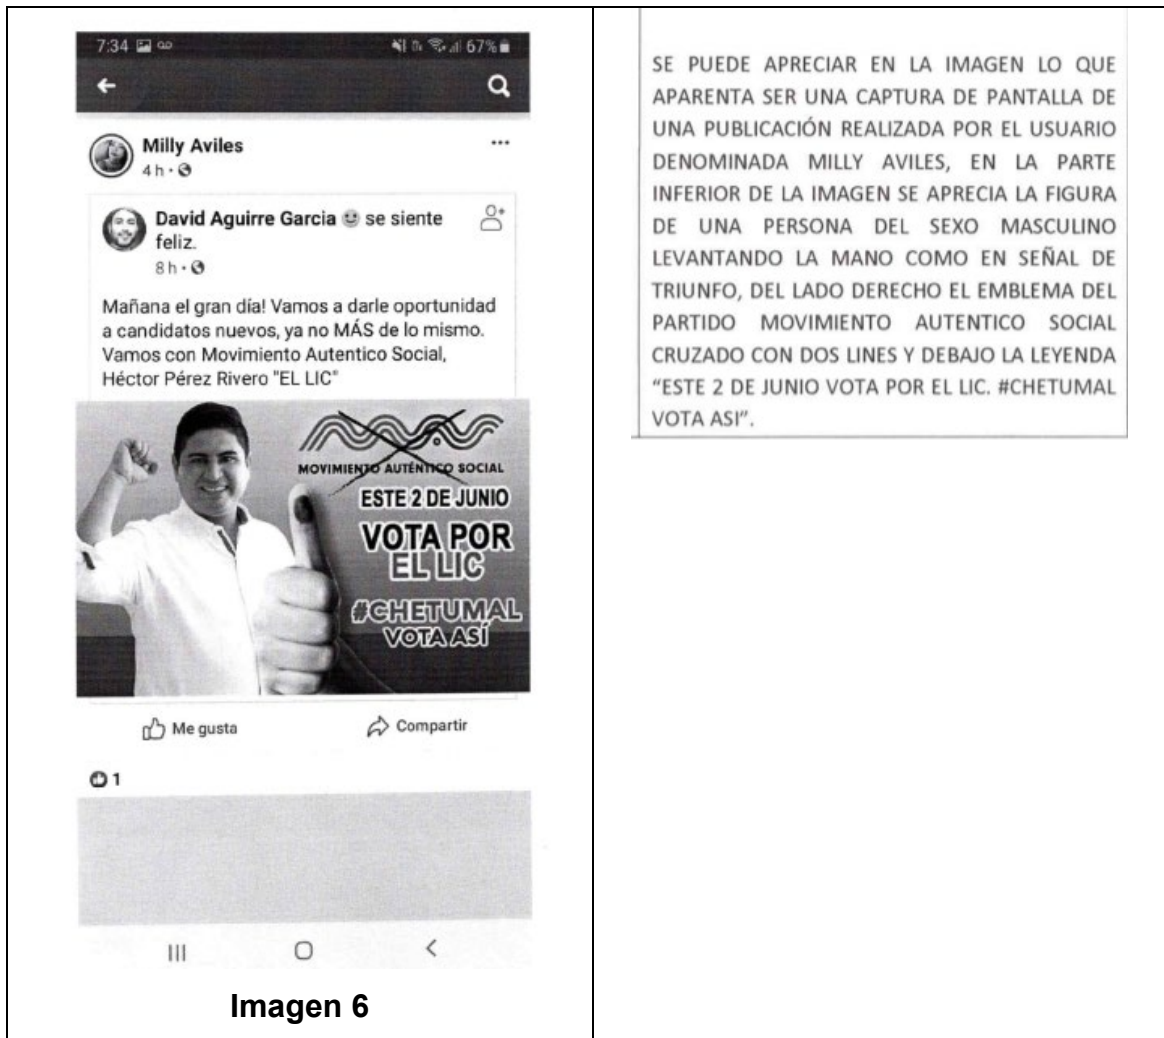 7:34
67%
Milly Aviles
4 h
David Aguirre Garcia se siente
feliz.
8 h
Mañana el gran día! Vamos a darle oportunidad
a candidatos nuevos, ya no MÁS de lo mismo.
Vamos con Movimiento Autentico Social,
Héctor Pérez Rivero "EL LIC"
MOVIMIENTO AUTÉNTICO SOCIAL
ESTE 2 DE JUNIO
VOTA POR
EL LIC
#CHETUMAL
VOTA ASÍ
Me gusta
Compartir
1
Imagen 6
SE PUEDE APRECIAR EN LA IMAGEN LO QUE
APARENTA SER UNA CAPTURA DE PANTALLA DE
UNA PUBLICACIÓN REALIZADA POR EL USUARIO
DENOMINADA MILLY AVILES, EN LA PARTE
INFERIOR DE LA IMAGEN SE APRECIA LA FIGURA
DE UNA PERSONA DEL SEXO MASCULINO
LEVANTANDO LA MANO COMO EN SEÑAL DE
TRIUNFO, DEL LADO DERECHO EL EMBLEMA DEL
PARTIDO MOVIMIENTO AUTENTICO SOCIAL
CRUZADO CON DOS LINES Y DEBAJO LA LEYENDA
"ESTE 2 DE JUNIO VOTA POR EL LIC. #CHETUMAL
VOTA ASI".